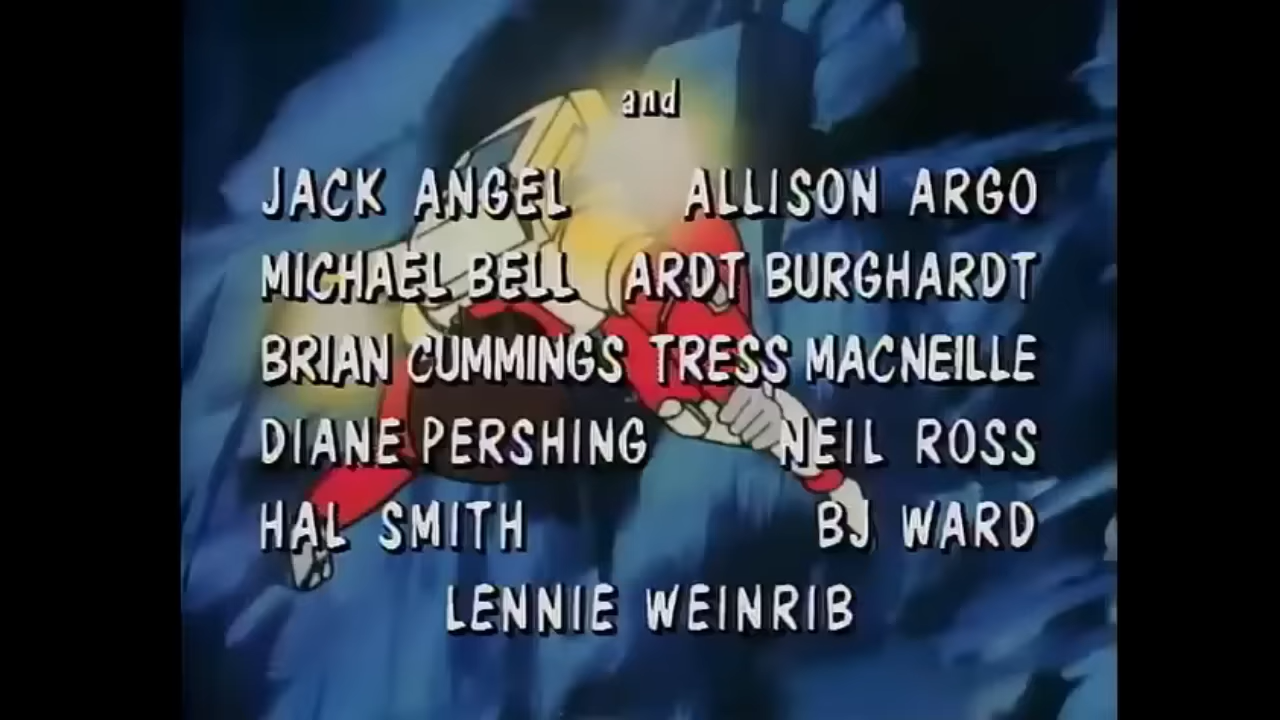 and
JACK ANGEL ALLISON ARGO
MICHAEL BELL ARDT BURGHARDT
BRIAN CUMMINGS TRESS MACNEILLE
DIANE PERSHING NEIL ROSS
HAL SMITH BJ WARD
LENNIE WEINRIB